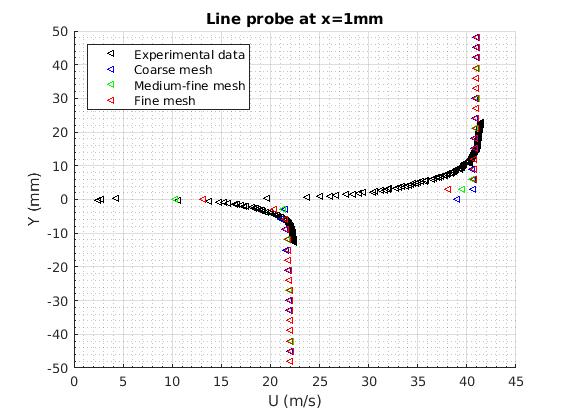 Line probe at x=1mm
Experimental data
Coarse mesh
Medium-fine mesh
Fine mesh
50
40
30
20
10
0
-10
-20
-30
-40
-50
Y (mm)
0 5 10 15 20 25 30 35 40 45
U (m/s)